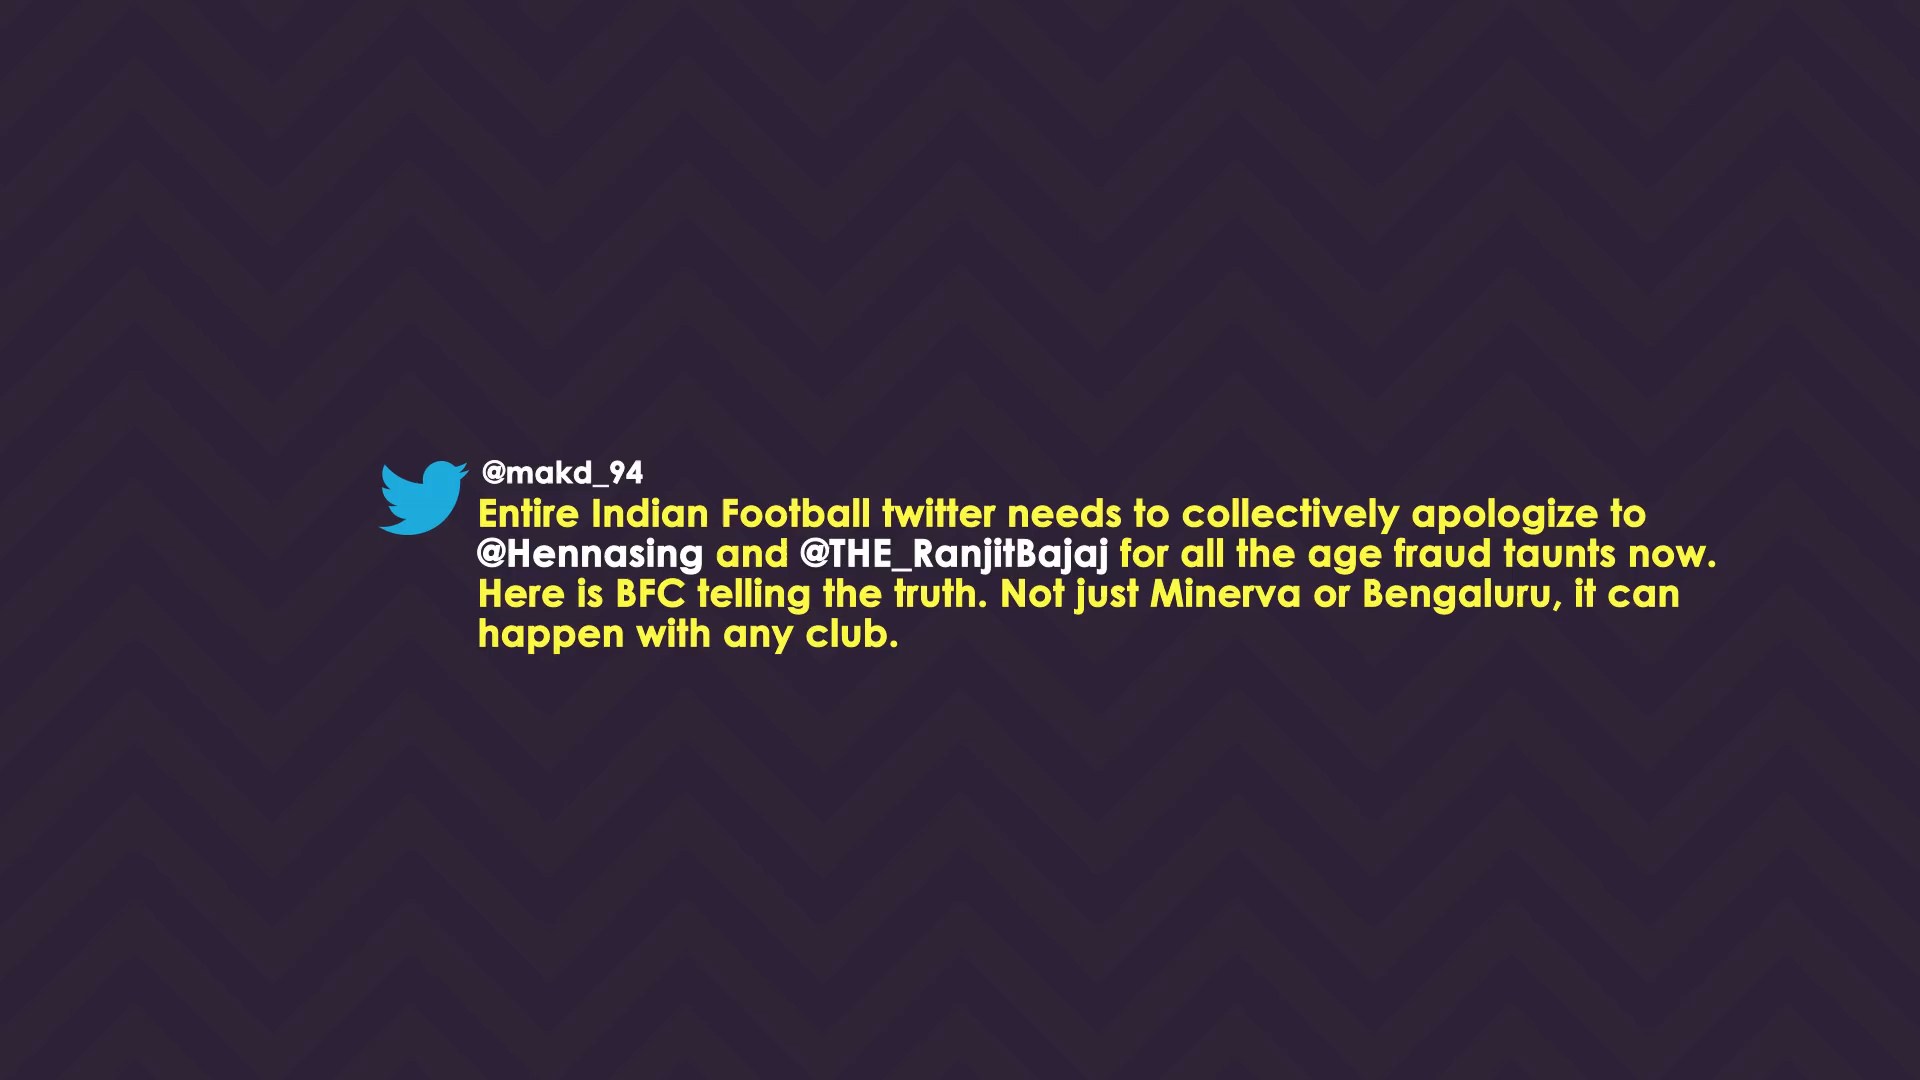 @makd_94
Entire Indian Football twitter needs to collectively apologize to
@Hennasing and @THE_RanjitBajaj for all the age fraud taunts now.
Here is BFC telling the truth. Not just Minerva or Bengaluru, it can
happen with any club.